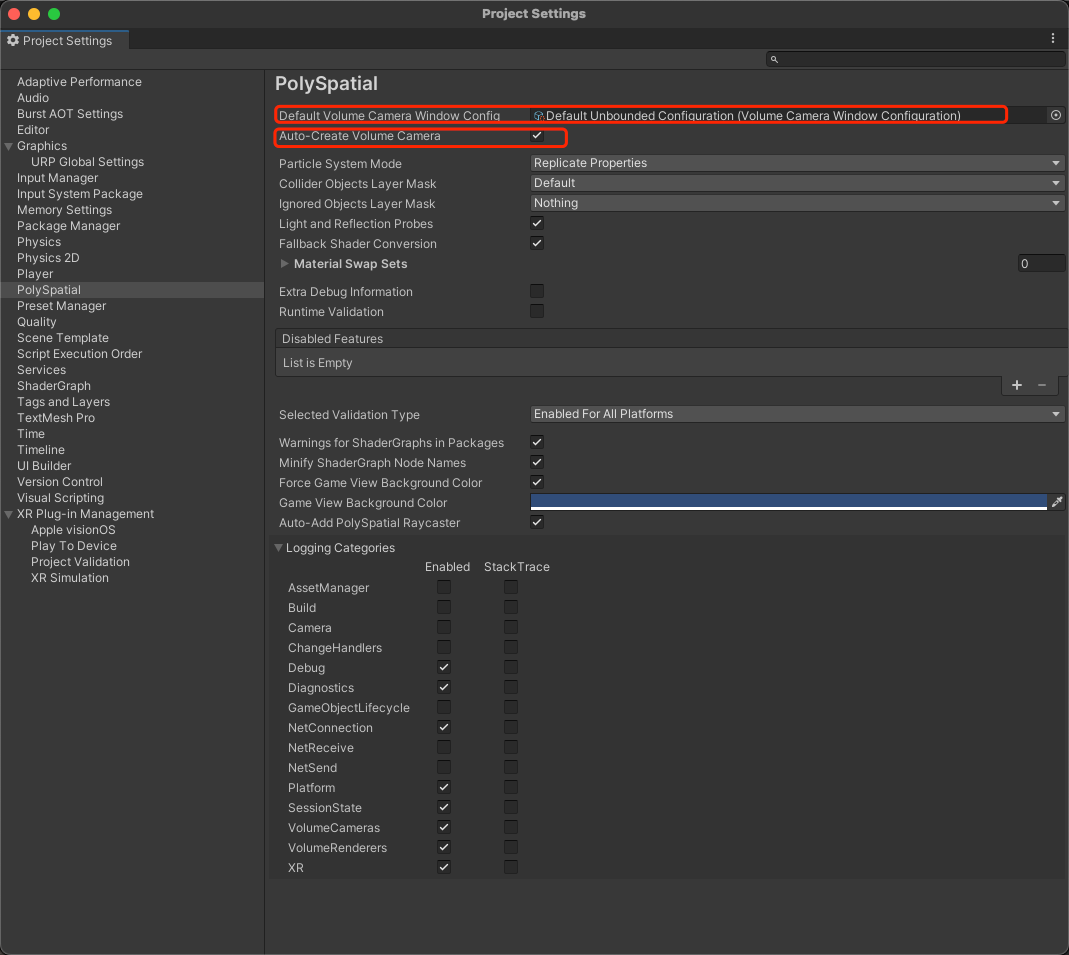 Project Settings
Project Settings
Adaptive Performance
Audio
Burst AOT Settings
Editor
Graphics
URP Global Settings
Input Manager
Input System Package
Memory Settings
Package Manager
Physics
Physics 2D
Player
PolySpatial
Preset Manager
Quality
Scene Template
Script Execution Order
Services
ShaderGraph
Tags and Layers
TextMesh Pro
Time
Timeline
UI Builder
Version Control
Visual Scripting
XR Plug-in Management
Apple visionOS
Play To Device
Project Validation
XR Simulation
PolySpatial
Default Volume Camera Window Config Default Unbounded Configuration (Volume Camera Window Configuration)
Auto-Create Volume Camera
Particle System Mode Replicate Properties
Collider Objects Layer Mask Default
Ignored Objects Layer Mask Nothing
Light and Reflection Probes
Fallback Shader Conversion
Material Swap Sets 0
Extra Debug Information
Runtime Validation
Disabled Features
List is Empty
Selected Validation Type Enabled For All Platforms
Warnings for ShaderGraphs in Packages
Minify ShaderGraph Node Names
Force Game View Background Color
Game View Background Color
Auto-Add PolySpatial Raycaster
Logging Categories
Enabled StackTrace
AssetManager
Build
Camera
ChangeHandlers
Debug
Diagnostics
GameObjectLifecycle
NetConnection
NetReceive
NetSend
Platform
SessionState
VolumeCameras
VolumeRenderers
XR